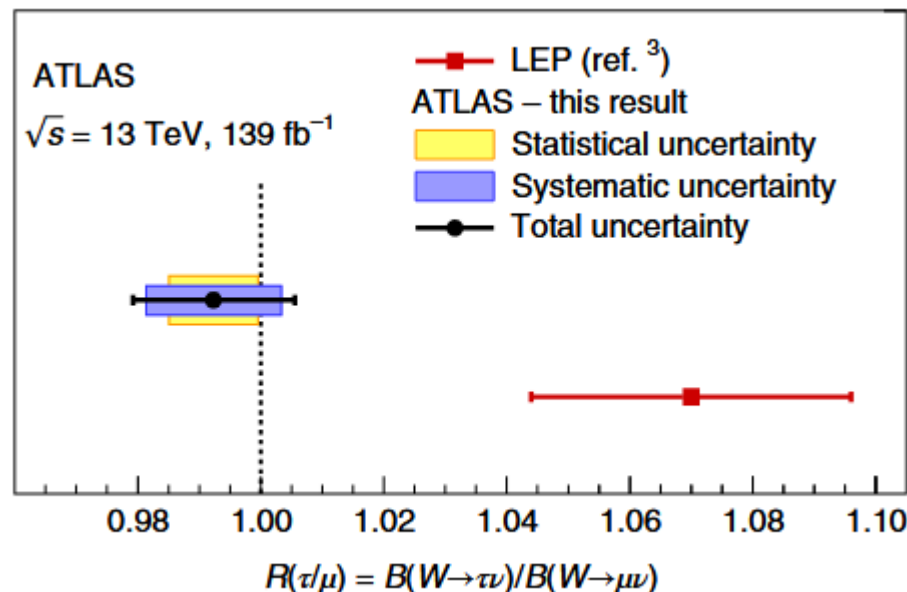 ATLAS
√s = 13 TeV, 139 fb⁻¹
LEP (ref. ³)
ATLAS – this result
Statistical uncertainty
Systematic uncertainty
Total uncertainty
0.98 1.00 1.02 1.04 1.06 1.08 1.10
R(τ/μ) = B(W→τν)/B(W→μν)